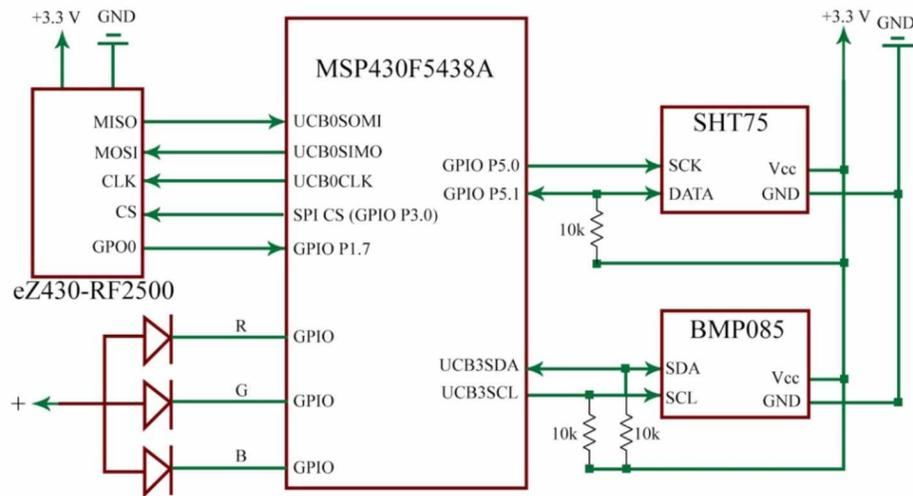 +3.3 V
GND
MSP430F5438A
+3.3 V
GND
MISO
MOSI
CLK
CS
GPO0
eZ430-RF2500
UCB0SOMI
UCB0SIMO
UCB0CLK
SPI CS (GPIO P3.0)
GPIO P1.7
GPIO P5.0
GPIO P5.1
SHT75
SCK
DATA
Vcc
GND
10k
R
GPIO
+
G
GPIO
B
GPIO
UCB3SDA
UCB3SCL
BMP085
SDA
SCL
Vcc
GND
10k
10k